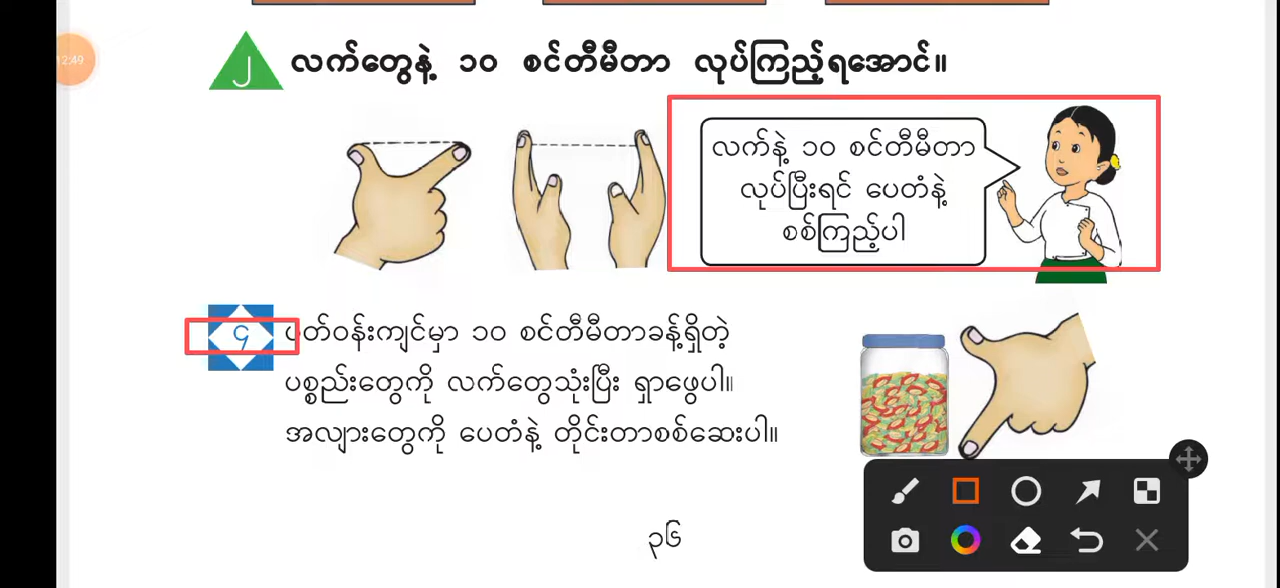 12:49
၂ လက်တွေနဲ့ ၁၀ စင်တီမီတာ လုပ်ကြည့်ရအောင်။
လက်နဲ့ ၁၀ စင်တီမီတာ
လုပ်ပြီးရင် ပေတံနဲ့
စစ်ကြည့်ပါ
၄ ပတ်ဝန်းကျင်မှာ ၁၀ စင်တီမီတာခန့်ရှိတဲ့
ပစ္စည်းတွေကို လက်တွေသုံးပြီး ရှာဖွေပါ။
အလျားတွေကို ပေတံနဲ့ တိုင်းတာစစ်ဆေးပါ။
၃၆